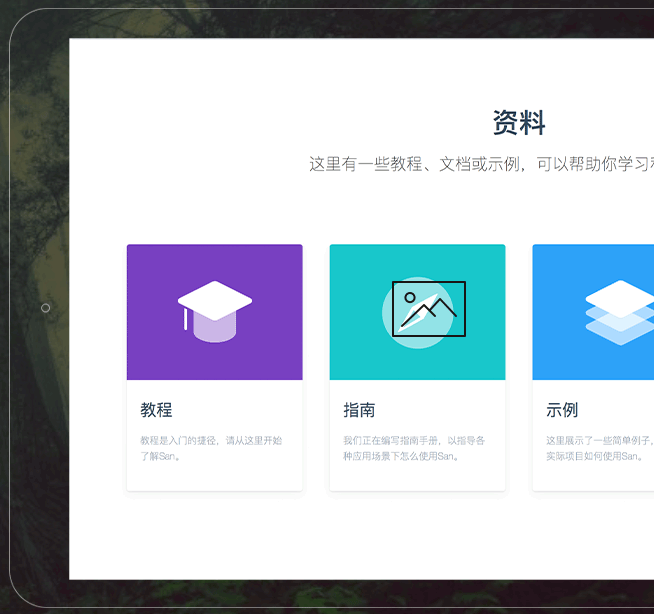 资料
这里有一些教程、文档或示例，可以帮助你学习
教程
教程是入门的捷径，请从这里开始
了解San。
指南
我们正在编写指南手册，以指导各
种应用场景下怎么使用San。
示例
这里展示了一些简单例子，
实际项目如何使用San。